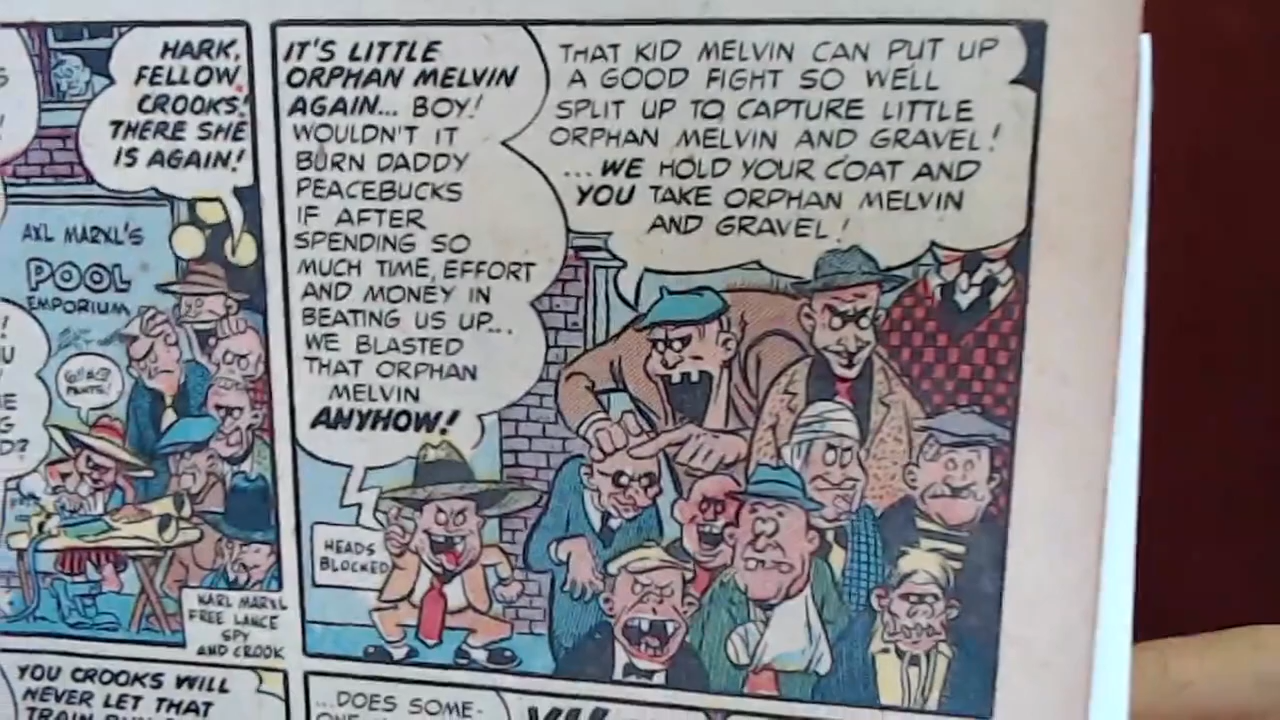 HARK,
FELLOW
CROOKS!
THERE SHE
IS AGAIN!
AXL MARXL'S
POOL
EMPORIUM
KARL MARXL
FREE LANCE
SPY
AND CROOK
IT'S LITTLE
ORPHAN MELVIN
AGAIN... BOY!
WOULDN'T IT
BURN DADDY
PEACEBUCKS
IF AFTER
SPENDING SO
MUCH TIME, EFFORT
AND MONEY IN
BEATING US UP...
WE BLASTED
THAT ORPHAN
MELVIN
ANYHOW!
HEADS
BLOCKED
THAT KID MELVIN CAN PUT UP
A GOOD FIGHT SO WE'LL
SPLIT UP TO CAPTURE LITTLE
ORPHAN MELVIN AND GRAVEL!
...WE HOLD YOUR COAT AND
YOU TAKE ORPHAN MELVIN
AND GRAVEL!
YOU CROOKS WILL
NEVER LET THAT
TRAIN
...DOES SOME-